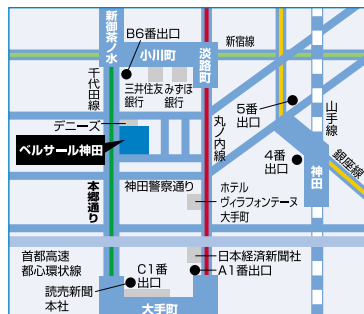 新御茶ノ水
B6番出口
小川町
淡路町
新宿線
千代田線
三井住友
銀行
みずほ
銀行
5番
出口
山手線
デニーズ
ベルサール神田
丸ノ内線
4番
出口
神田
銀座線
本郷通り
神田警察通り
ホテル
ヴィラフォンテーヌ
大手町
首都高速
都心環状線
C1番
出口
日本経済新聞社
A1番出口
読売新聞
本社
大手町